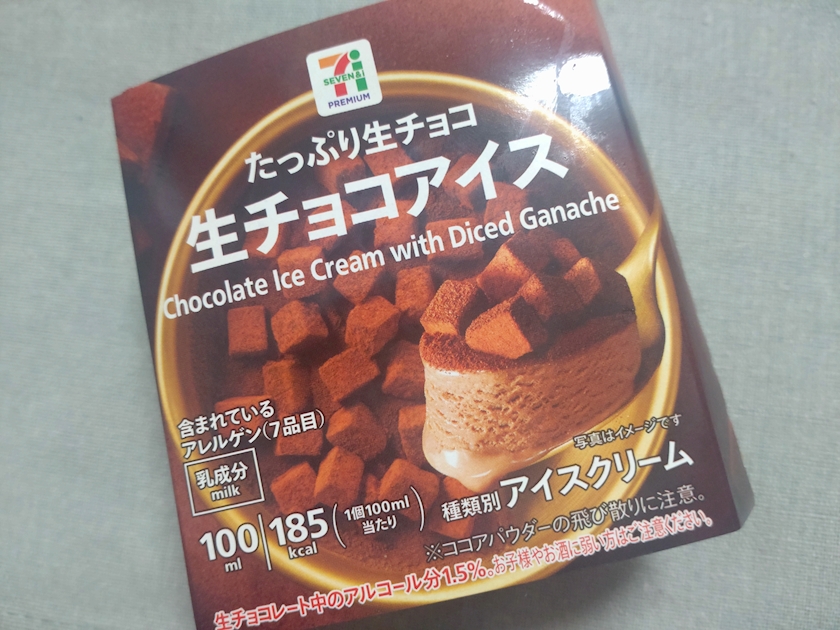 7i
SEVEN&i
PREMIUM
たっぷり生チョコ
生チョコアイス
Chocolate Ice Cream with Diced Ganache
含まれている
アレルゲン(7品目)
乳成分
milk
写真はイメージです
100ml 185kcal (1個100ml当たり)
種類別 アイスクリーム
※ココアパウダーの飛び散りに注意。
生チョコレート中のアルコール分1.5%。お子様やお酒に弱い方はご注意ください。